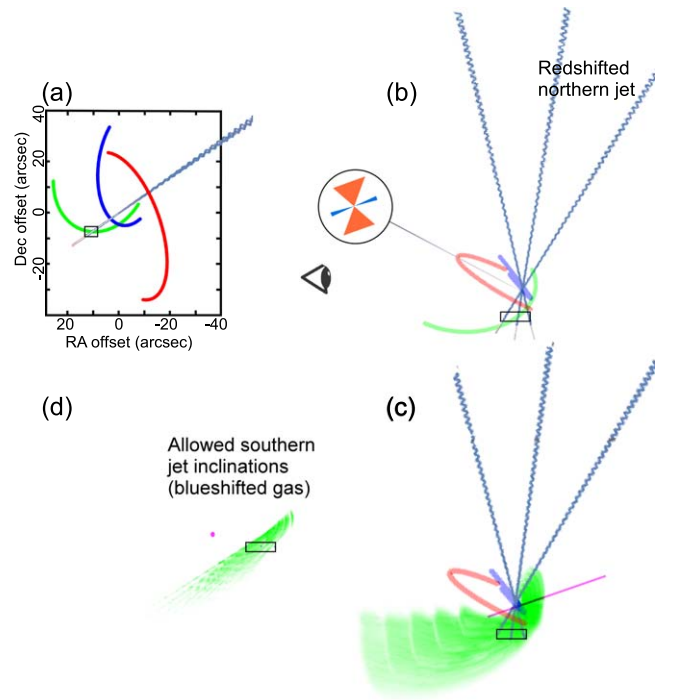 (a)
40
20
0
-20
Dec offset (arcsec)
20 0 -20 -40
RA offset (arcsec)
(b)
Redshifted
northern jet
(d)
Allowed southern
jet inclinations
(blueshifted gas)
(c)